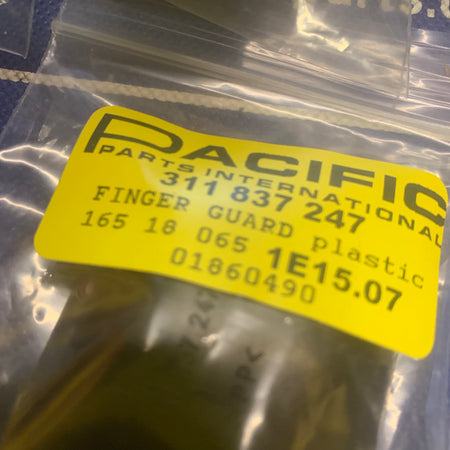 PACIFIC
PARTS INTERNATIONAL
311 837 247
FINGER GUARD plastic
165 18 065 1E15.07
01860490